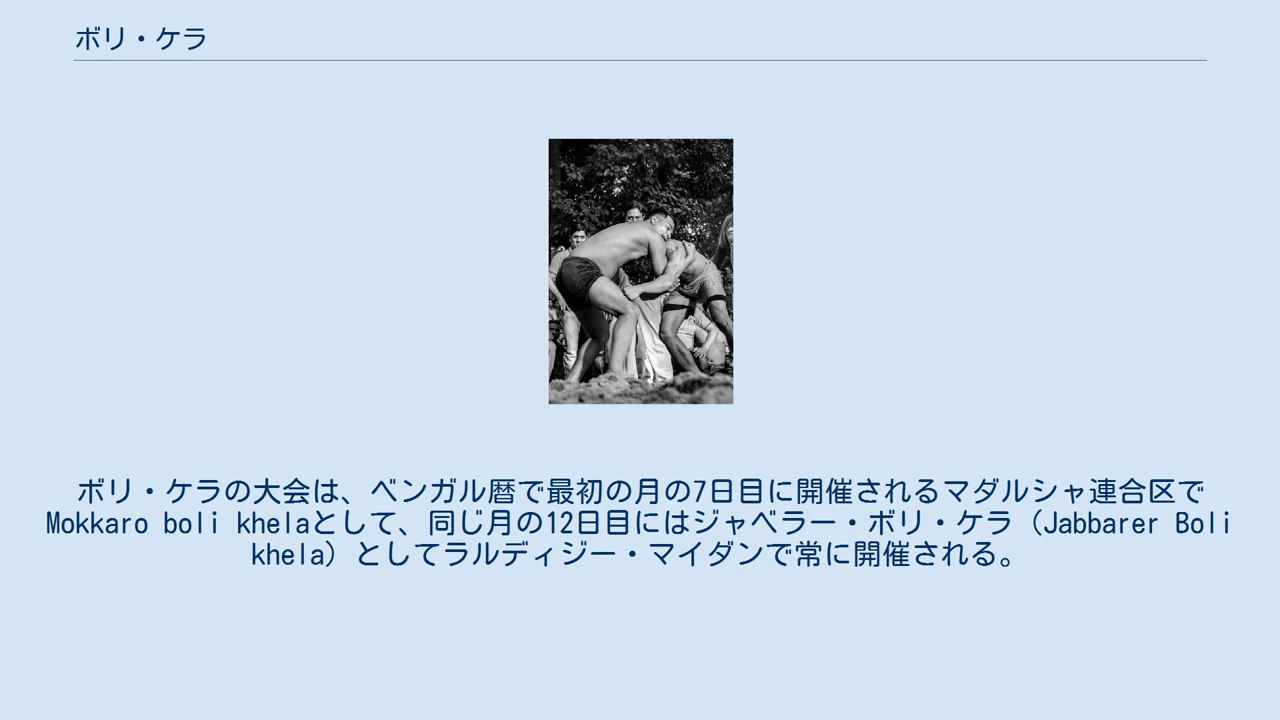 ボリ・ケラ
ボリ・ケラの大会は、ベンガル暦で最初の月の7日目に開催されるマダルシャ連合区で
Mokkaro boli khelaとして、同じ月の12日目にはジャベラー・ボリ・ケラ（Jabbarer Boli
khela）としてラルディジー・マイダンで常に開催される。